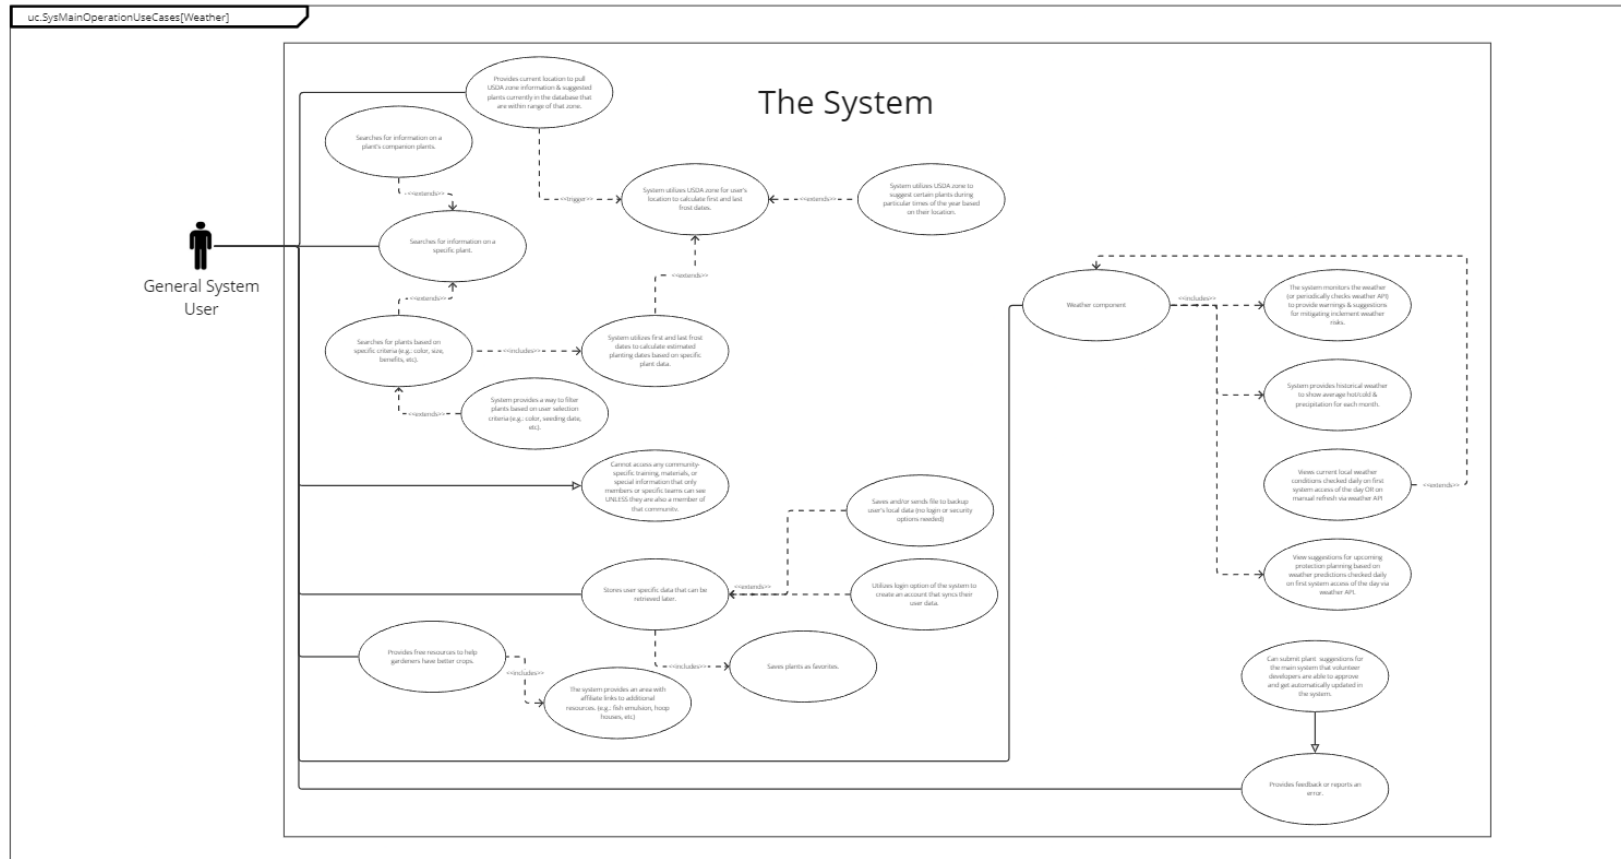 uc.SysMainOperationUseCases[Weather]
The System
Provides current location to pull
USDA zone information & suggested
plants currently in the database that
are within range of that zone.
Searches for information on a
plant's companion plants.
<<extends>>
<<trigger>>
System utilizes USDA zone for user's
location to calculate first and last
frost dates.
<<extends>>
System utilizes USDA zone to
suggest certain plants during
particular times of the year based
on their location.
Searches for information on a
specific plant.
General System
User
<<extends>>
<<extends>>
Searches for plants based on
specific criteria (e.g.: color, size,
benefits, etc).
<<includes>>
System utilizes first and last frost
dates to calculate estimated
planting dates based on specific
plant data.
<<extends>>
System provides a way to filter
plants based on user selection
criteria (e.g.: color, seeding date,
etc).
Weather component
<<includes>>
The system monitors the weather
(or periodically checks weather API)
to provide warnings & suggestions
for mitigating inclement weather
risks.
System provides historical weather
to show average hot/cold &
precipitation for each month.
Views current local weather
conditions checked daily on first
system access of the day OR on
manual refresh via weather API
<<extends>>
View suggestions for upcoming
protection planning based on
weather predictions checked daily
on first system access of the day via
weather API.
Cannot access any community-
specific training, materials, or
special information that only
members or specific teams can see
UNLESS they are also a member of
that community.
Saves and/or sends file to backup
user's local data (no login or security
options needed)
Stores user specific data that can be
retrieved later.
<<extends>>
Utilizes login option of the system to
create an account that syncs their
user data.
Provides free resources to help
gardeners have better crops.
<<includes>>
<<includes>>
Saves plants as favorites.
The system provides an area with
affiliate links to additional
resources. (e.g.: fish emulsion, hoop
houses, etc)
Can submit plant suggestions for
the main system that volunteer
developers are able to approve
and get automatically updated in
the system.
Provides feedback or reports an
error.